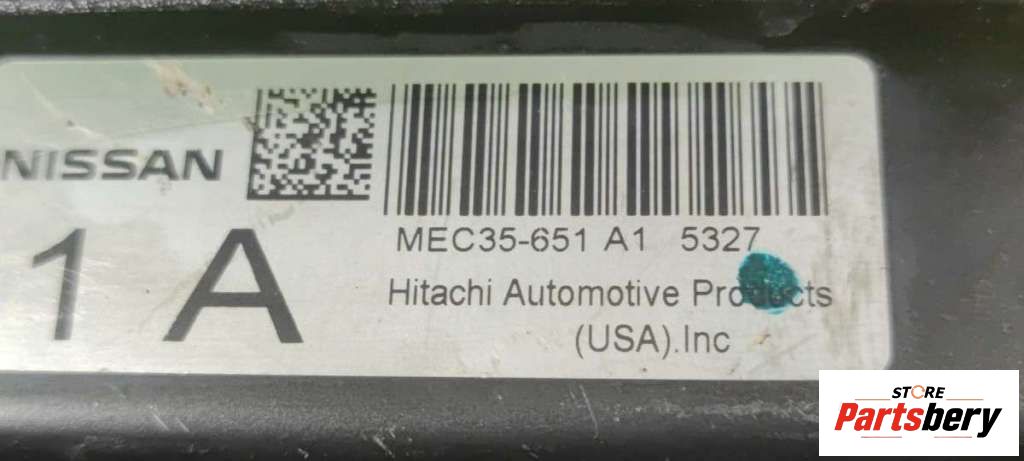 NISSAN
1 A
MEC35-651 A1 5327
Hitachi Automotive Products
(USA).Inc
STORE
Partsbery